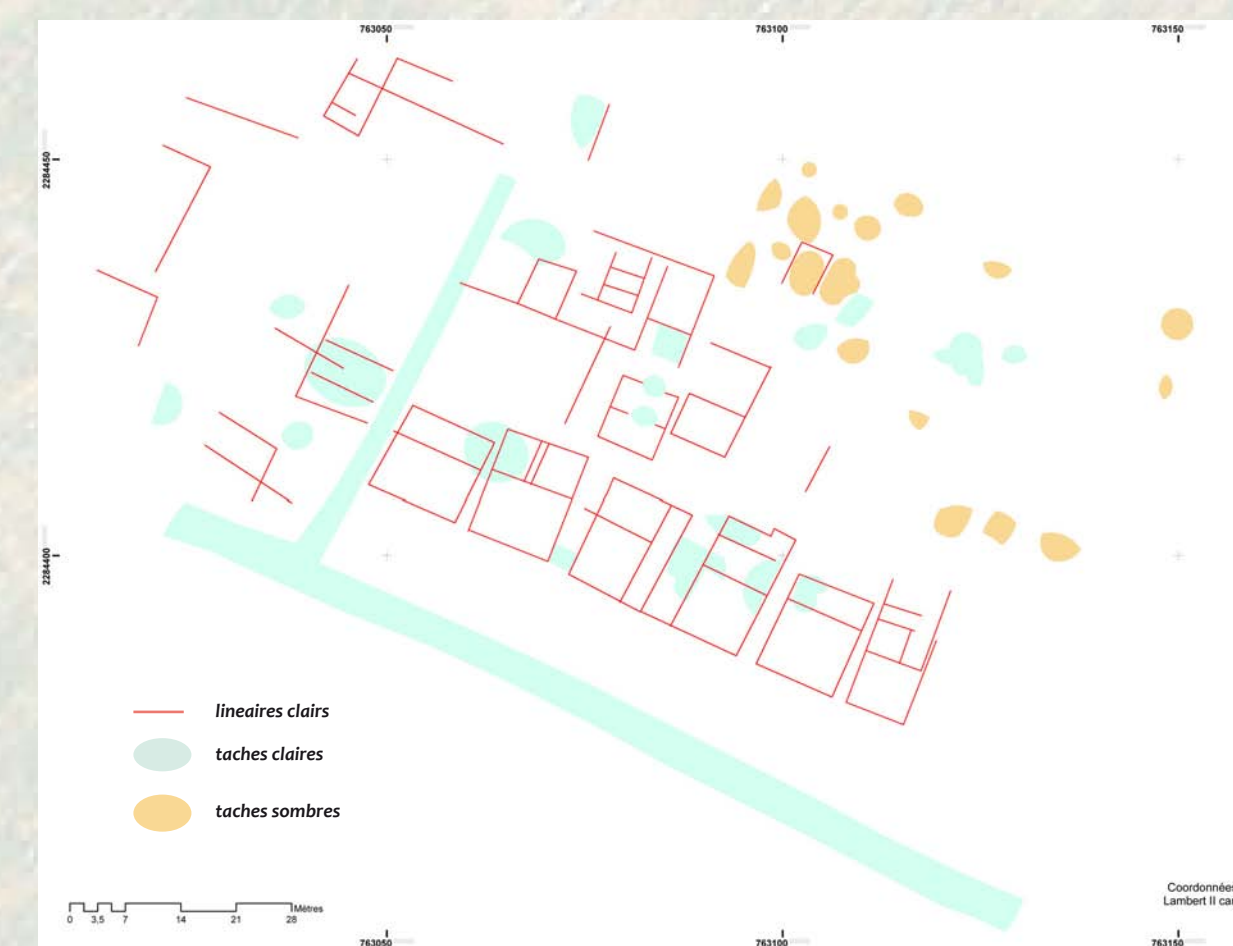 763050
763100
763150
2284450
2284400
lineaires clairs
taches claires
taches sombres
Mètres
0 3,5 7 14 21 28
Coordonnées
Lambert II
763050
763100
763150